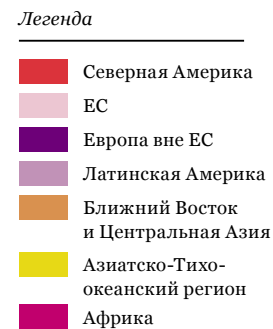 Легенда
Северная Америка
ЕС
Европа вне ЕС
Латинская Америка
Ближний Восток
и Центральная Азия
Азиатско-Тихо-
океанский регион
Африка